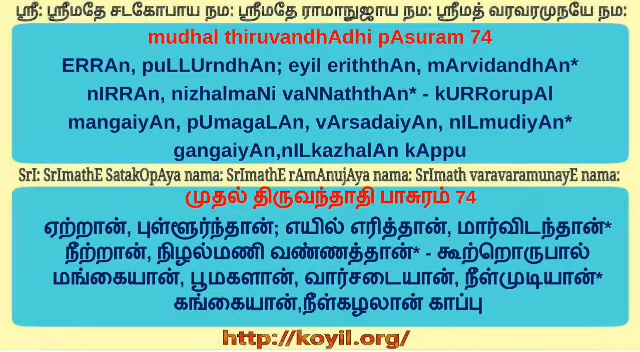 ஸ்ரீ: ஸ்ரீமதே சடகோபாய நம: ஸ்ரீமதே ராமாநுஜாய நம: ஸ்ரீமத் வரவரமுநயே நம:
mudhal thiruvandhAdhi pAsuram 74
ERRAn, puLLUrndhAn; eyil eriththAn, mArvidandhAn*
nIRRAn, nizhalmaNi vaNNaththAn* - kURRorupAl
mangaiyAn, pUmagaLAn, vArsadaiyAn, nILmudiyAn*
gangaiyAn,nILkazhalAn kAppu
SrI: SrImathE SatakOpAya nama: SrImathE rAmAnujAya nama: SrImath varavaramunayE nama:
முதல் திருவந்தாதி பாசுரம் 74
ஏற்றான், புள்ளூர்ந்தான்; எயில் எரித்தான், மார்விடந்தான்*
நீற்றான், நிழல்மணி வண்ணத்தான்* - கூற்றொருபால்
மங்கையான், பூமகளான், வார்சடையான், நீள்முடியான்*
கங்கையான்,நீள்கழலான் காப்பு
http://koyil.org/